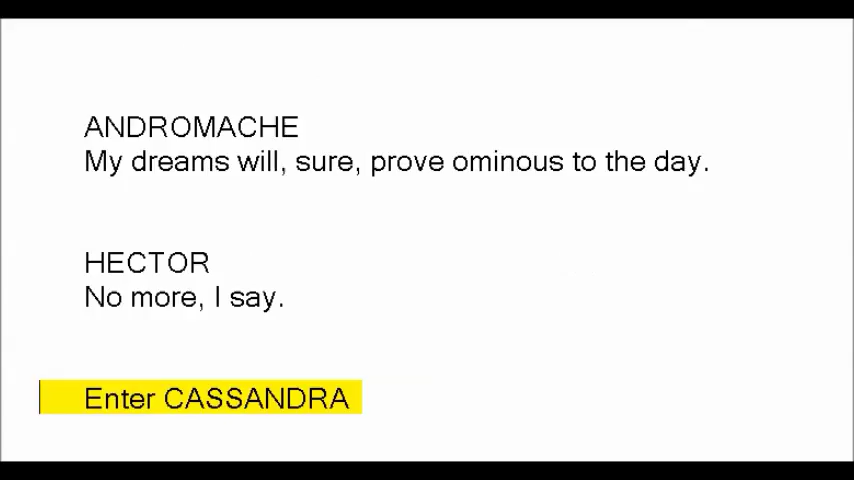 ANDROMACHE
My dreams will, sure, prove ominous to the day.
HECTOR
No more, I say.
Enter CASSANDRA